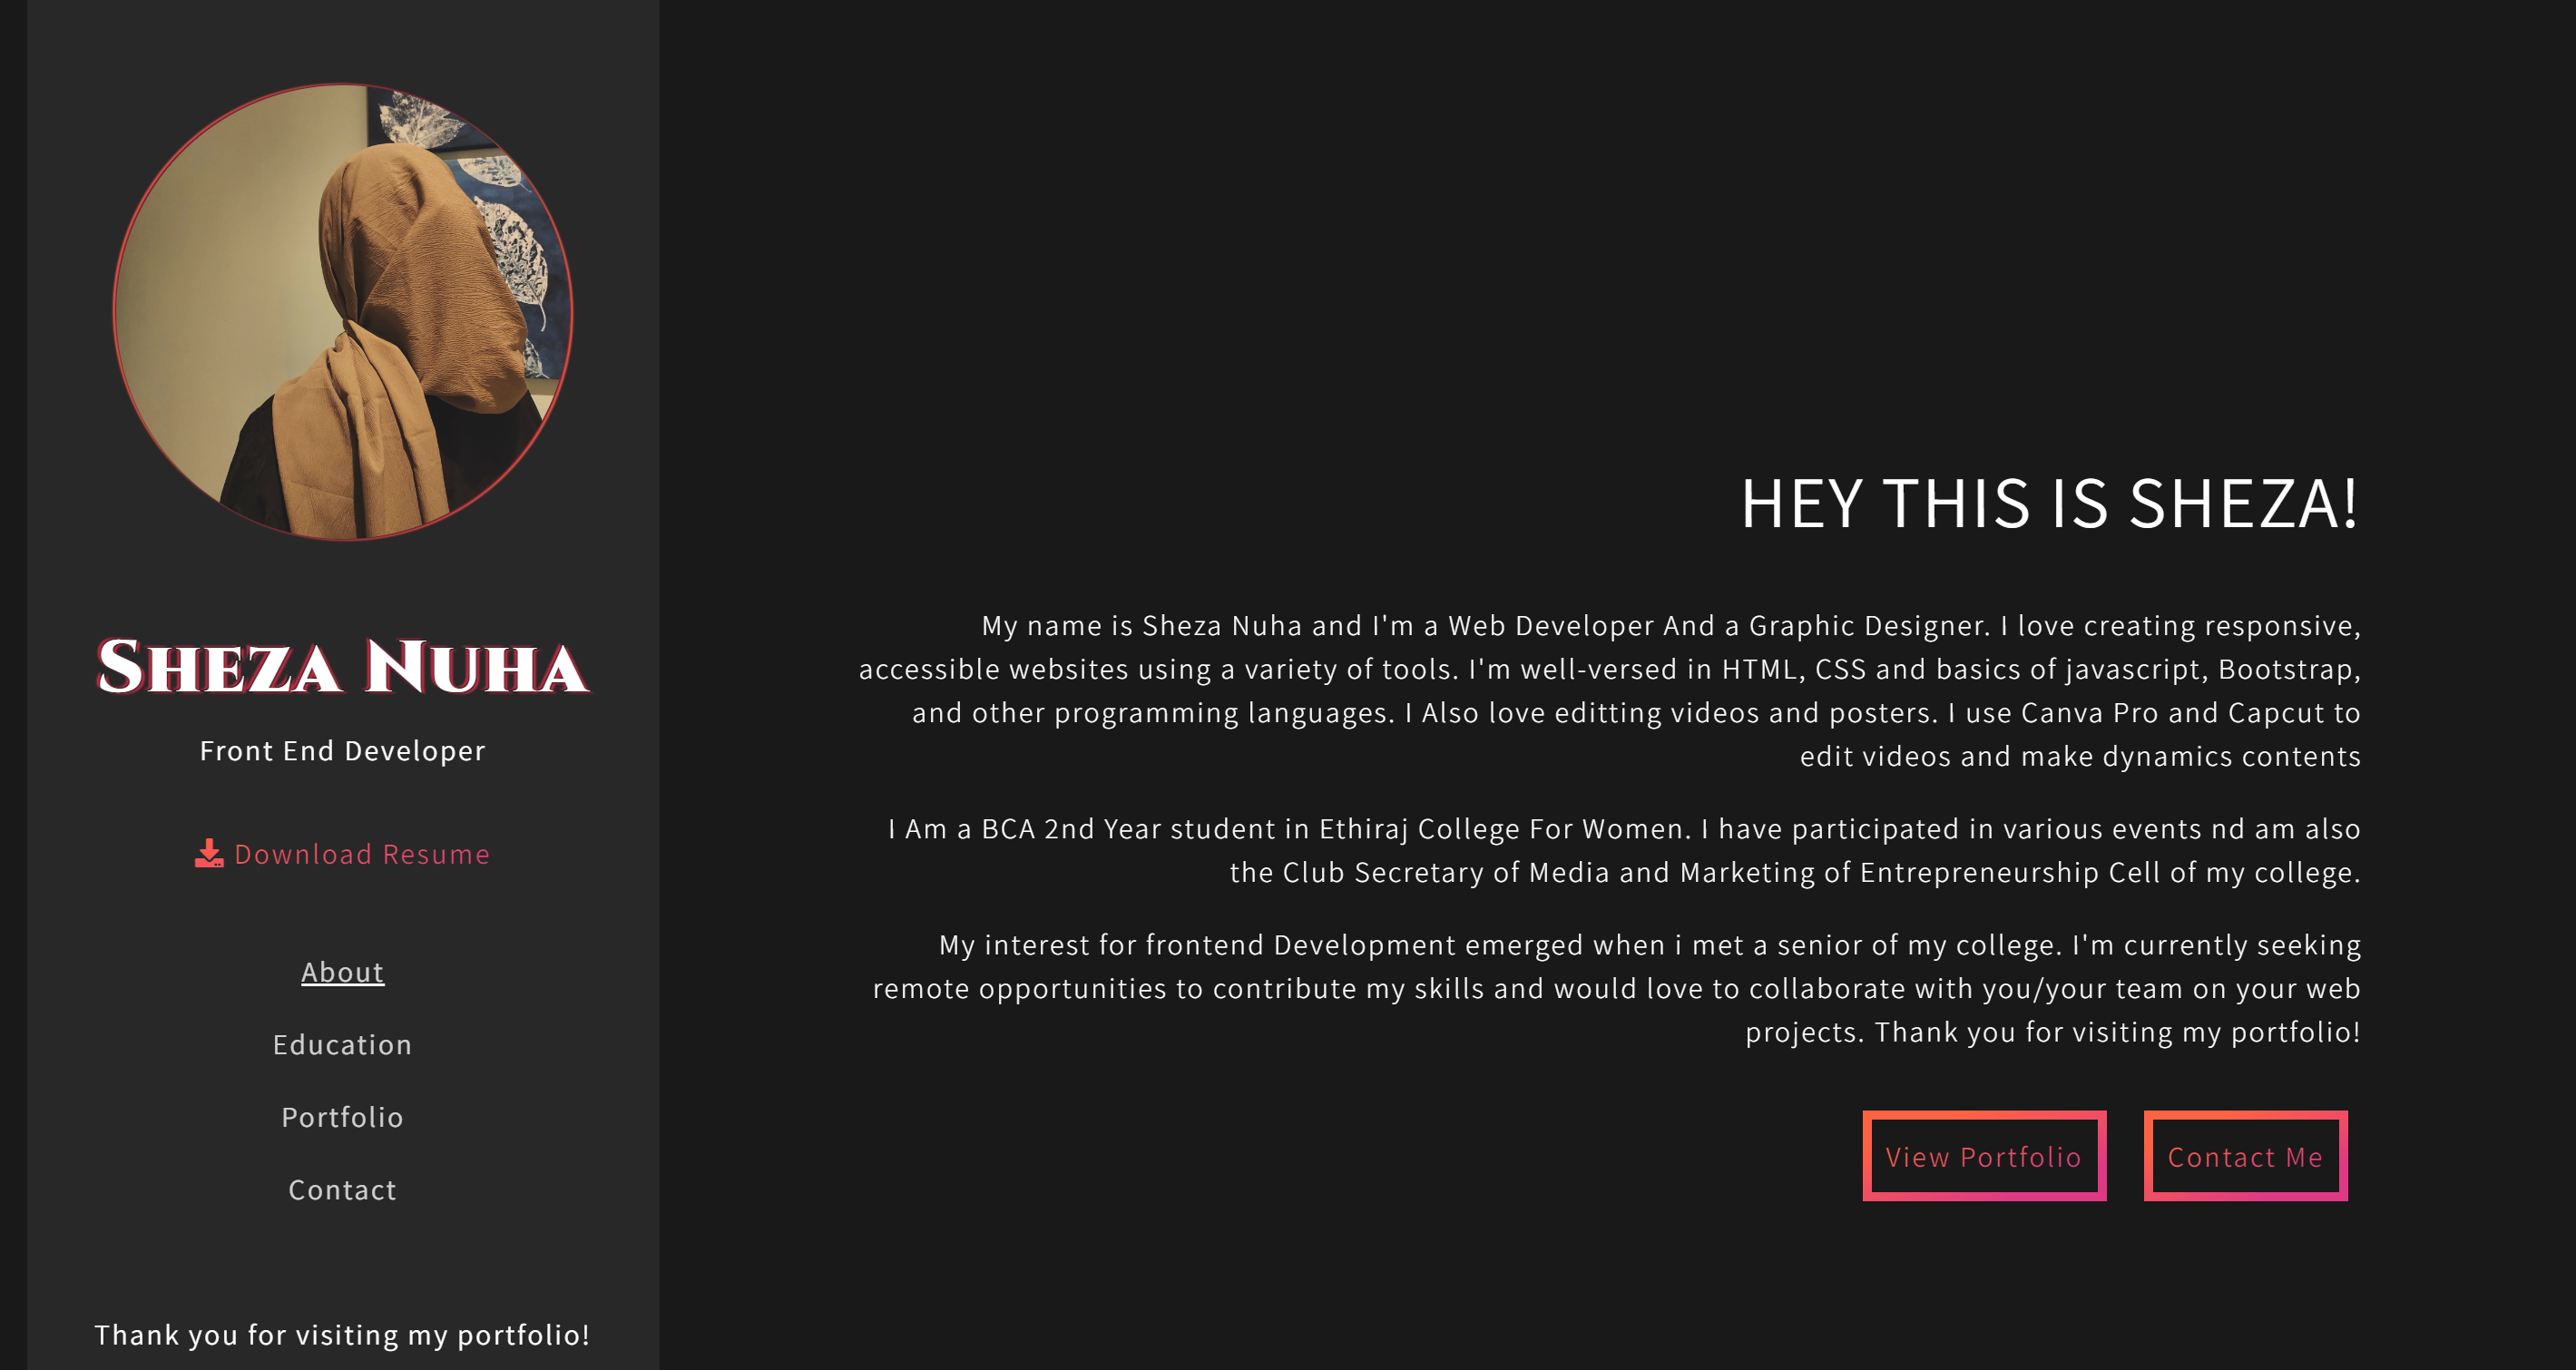 Sheza Nuha
Front End Developer
Download Resume
About
Education
Portfolio
Contact
Thank you for visiting my portfolio!
HEY THIS IS SHEZA!
My name is Sheza Nuha and I'm a Web Developer And a Graphic Designer. I love creating responsive,
accessible websites using a variety of tools. I'm well-versed in HTML, CSS and basics of javascript, Bootstrap,
and other programming languages. I Also love editting videos and posters. I use Canva Pro and Capcut to
edit videos and make dynamics contents
I Am a BCA 2nd Year student in Ethiraj College For Women. I have participated in various events nd am also
the Club Secretary of Media and Marketing of Entrepreneurship Cell of my college.
My interest for frontend Development emerged when i met a senior of my college. I'm currently seeking
remote opportunities to contribute my skills and would love to collaborate with you/your team on your web
projects. Thank you for visiting my portfolio!
View Portfolio
Contact Me